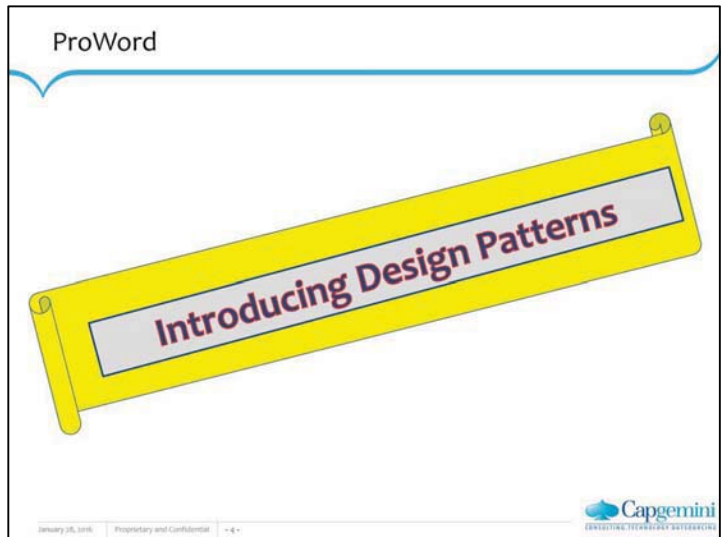 ProWord
Introducing Design Patterns
January 28, 2016 Proprietary and Confidential - 4 -
Capgemini
CONSULTING.TECHNOLOGY.OUTSOURCING